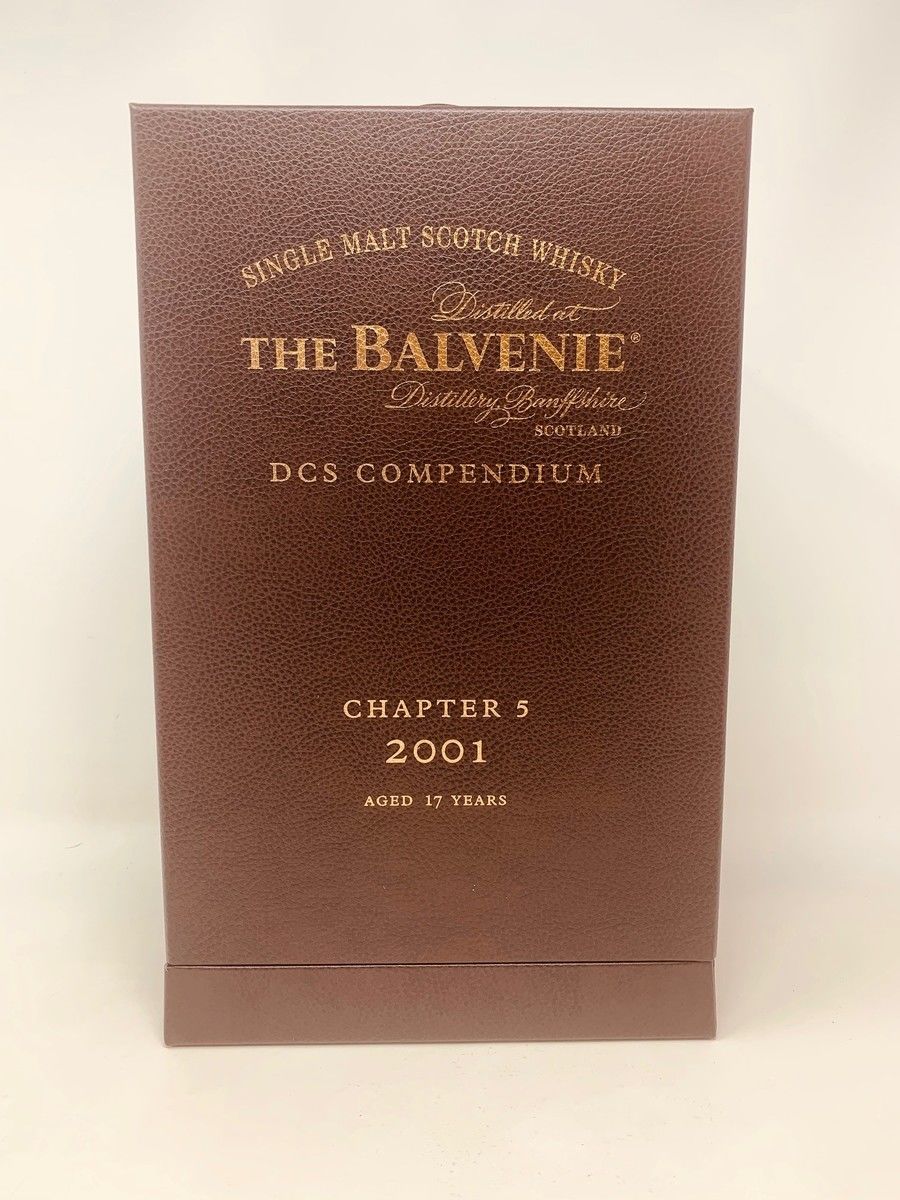 SINGLE MALT SCOTCH WHISKY
Distilled at
THE BALVENIE®
Distillery, Banffshire
SCOTLAND
DCS COMPENDIUM
CHAPTER 5
2001
AGED 17 YEARS